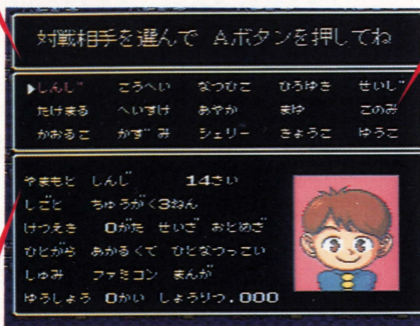 対戦相手を選んで Aボタンを押してね
▶しんじ ごろへい なつひこ ひろゆき せいじ
たけまる へいすけ あやか まゆ このみ
かおるこ かずみ シェリー きょうこ ゆうこ
やまもと しんじ 14さい
しごと ちゅうがく3ねん
けつえき Oがた せいざ おとめざ
ひとがら あかるくて ひとなつっこい
しゅみ ファミコン まんが
ゆうしょう 0かい しょうりつ.000